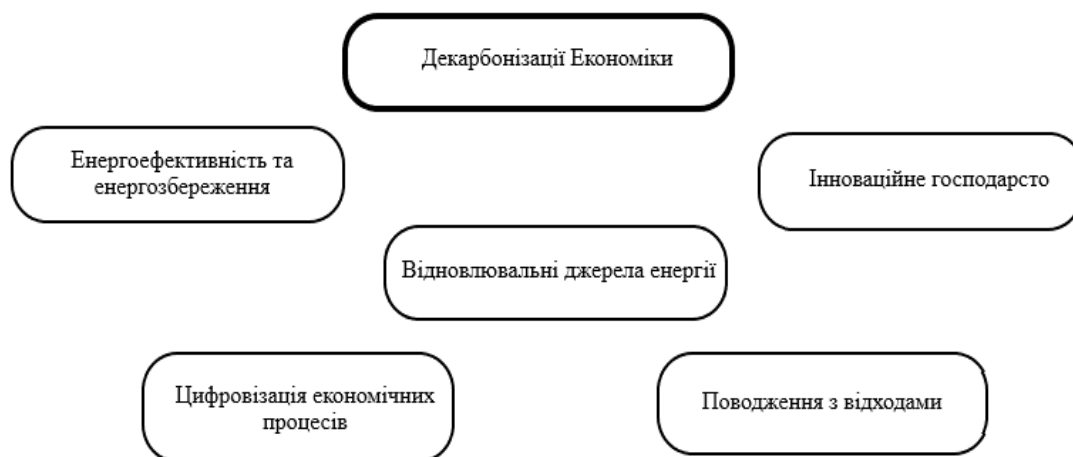 Декарбонізації Економіки
Енергоефективність та
енергозбереження
Інноваційне господарсто
Відновлювальні джерела енергії
Цифровізація економічних
процесів
Поводження з відходами